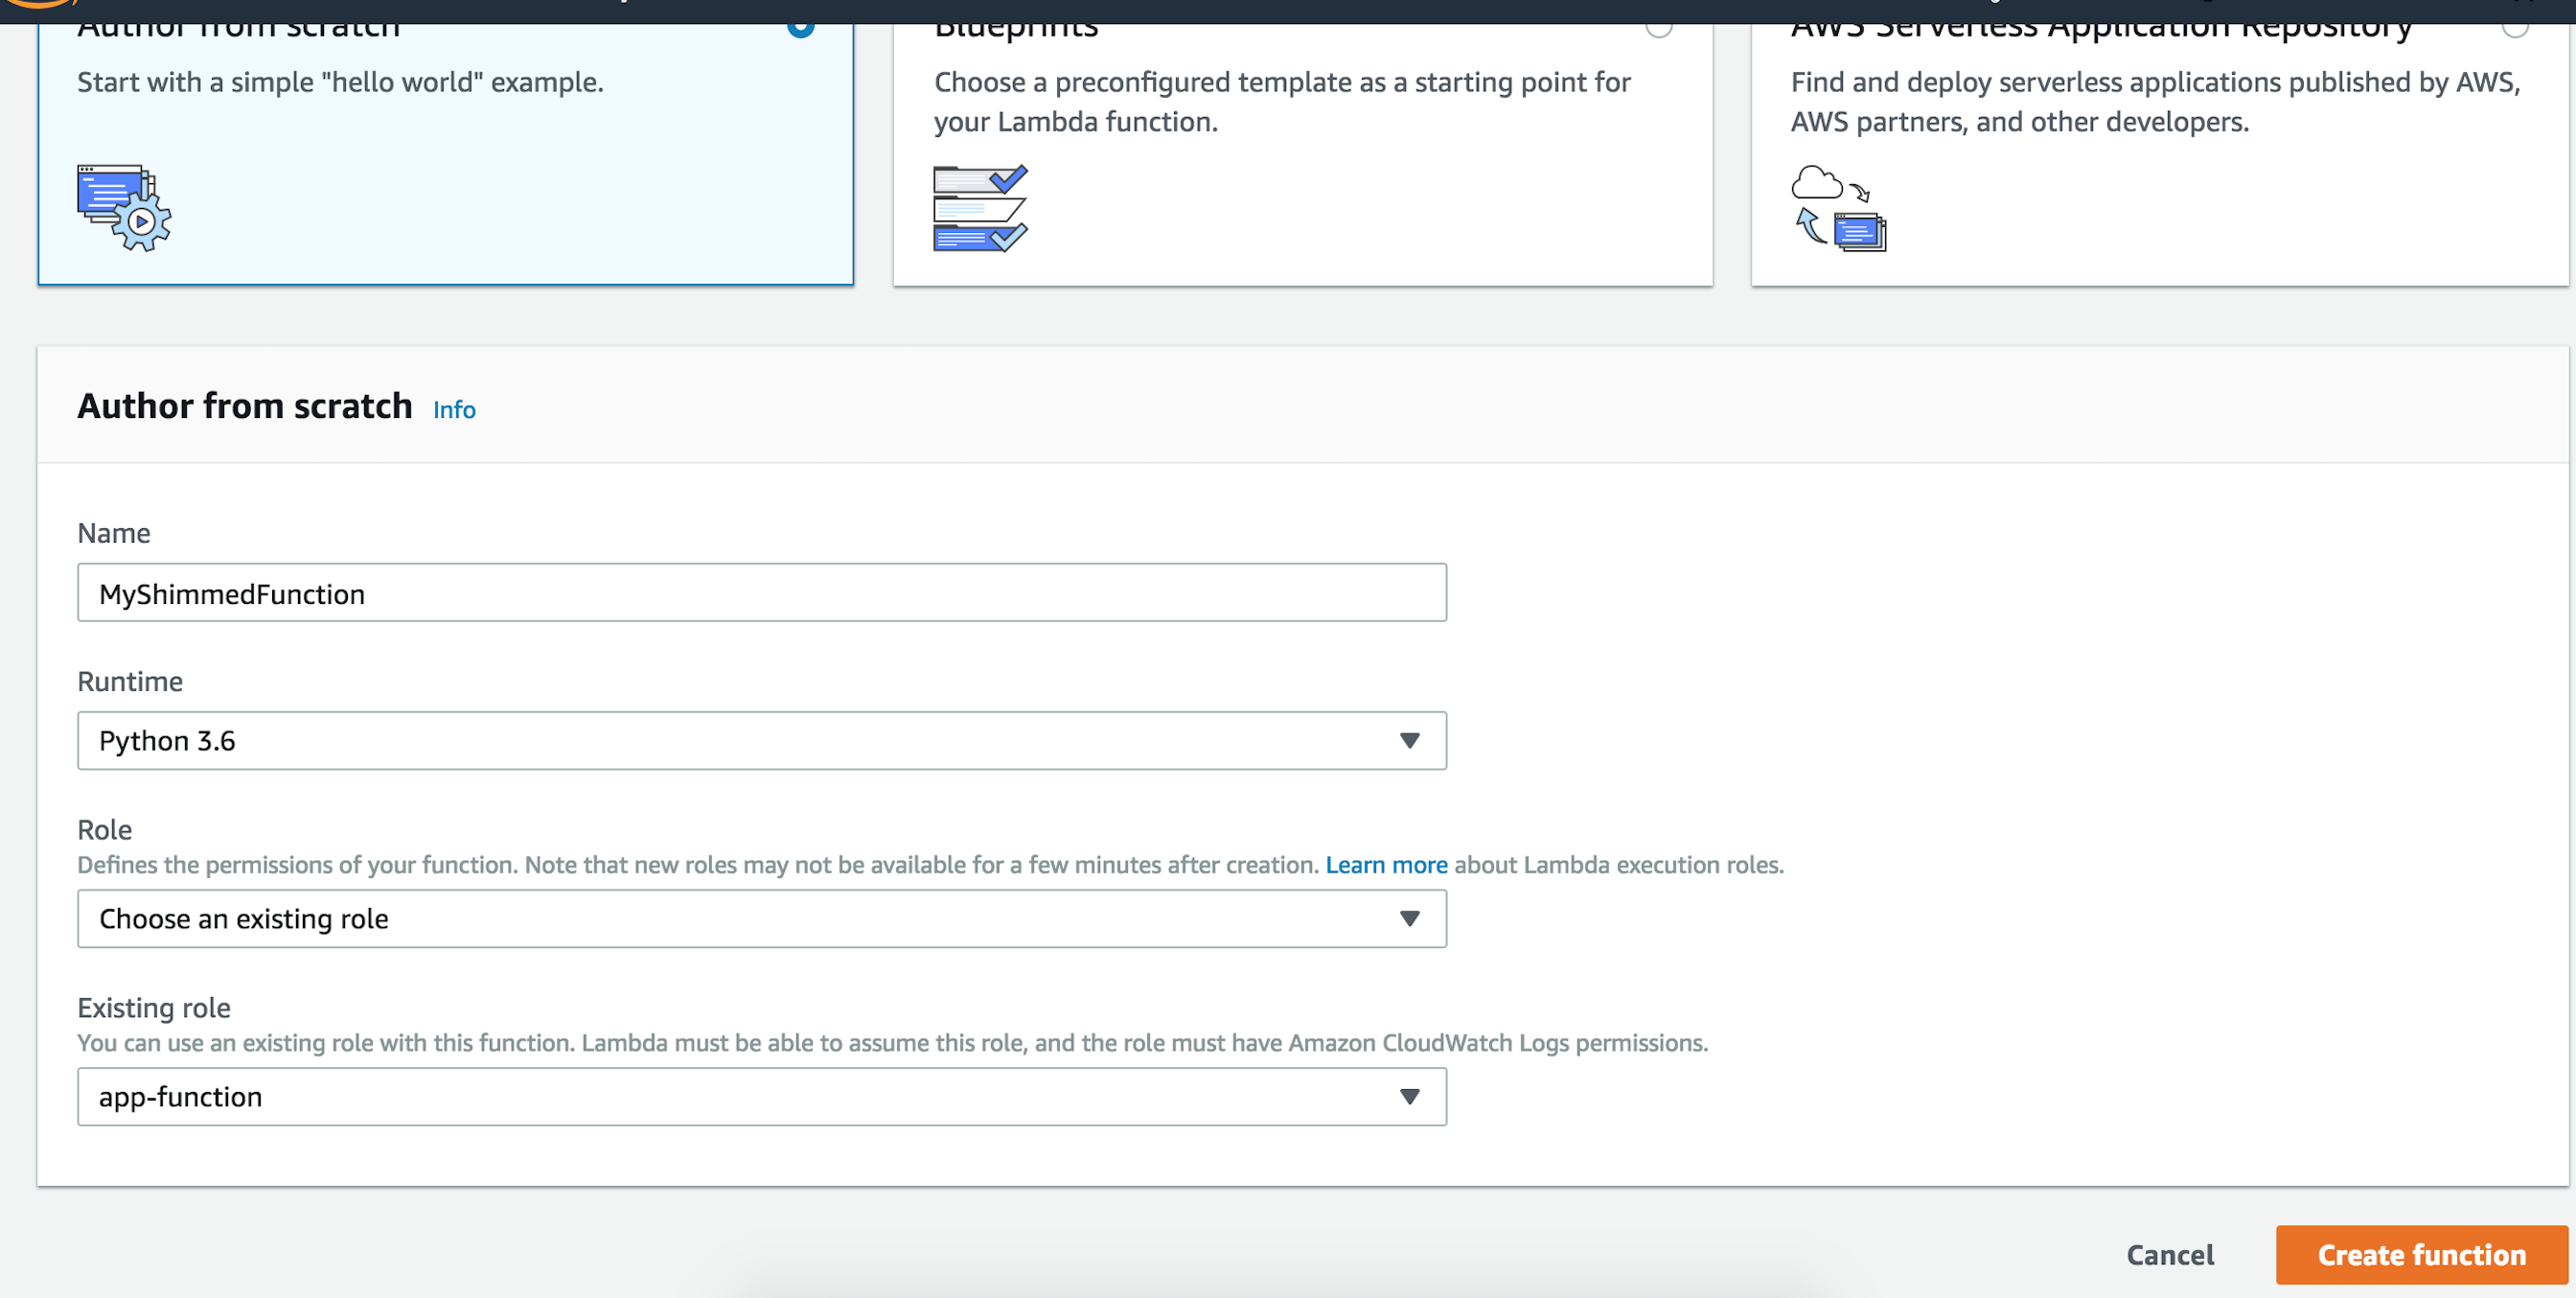 Author from scratch
Start with a simple "hello world" example.
Blueprints
Choose a preconfigured template as a starting point for
your Lambda function.
AWS Serverless Application Repository
Find and deploy serverless applications published by AWS,
AWS partners, and other developers.
Author from scratch Info
Name
MyShimmedFunction
Runtime
Python 3.6
Role
Defines the permissions of your function. Note that new roles may not be available for a few minutes after creation. Learn more about Lambda execution roles.
Choose an existing role
Existing role
You can use an existing role with this function. Lambda must be able to assume this role, and the role must have Amazon CloudWatch Logs permissions.
app-function
Cancel
Create function